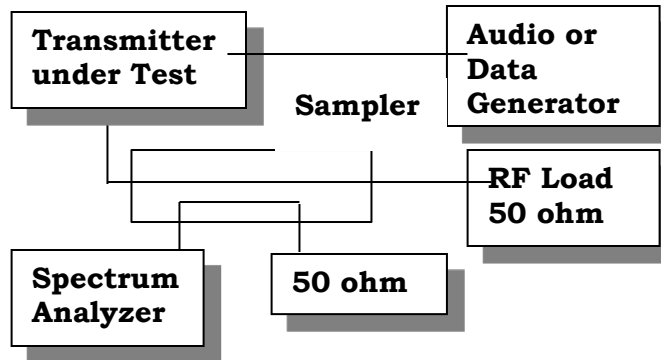 Transmitter
under Test
Audio or
Data
Generator
Sampler
RF Load
50 ohm
Spectrum
Analyzer
50 ohm